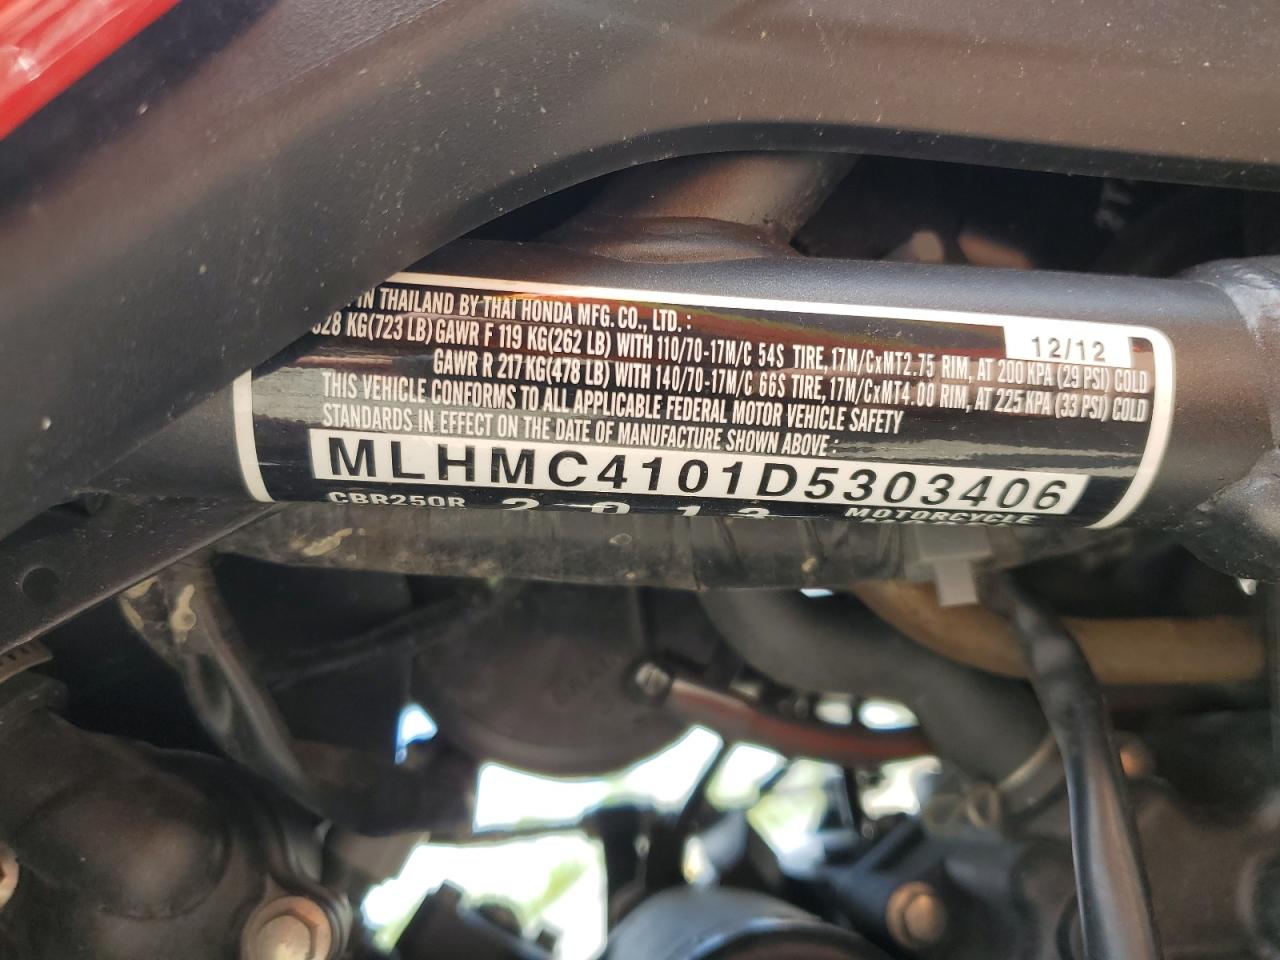 IN THAILAND BY THAI HONDA MFG. CO., LTD. :
12/12
328 KG(723 LB) GAWR F 119 KG(262 LB) WITH 110/70-17M/C 54S TIRE, 17M/CxMT2.75 RIM, AT 200 KPA (29 PSI) COLD
GAWR R 217 KG(478 LB) WITH 140/70-17M/C 66S TIRE, 17M/CxMT4.00 RIM, AT 225 KPA (33 PSI) COLD
THIS VEHICLE CONFORMS TO ALL APPLICABLE FEDERAL MOTOR VEHICLE SAFETY
STANDARDS IN EFFECT ON THE DATE OF MANUFACTURE SHOWN ABOVE :
MLHMC4101D5303406
CBR250R 2013 MOTORCYCLE